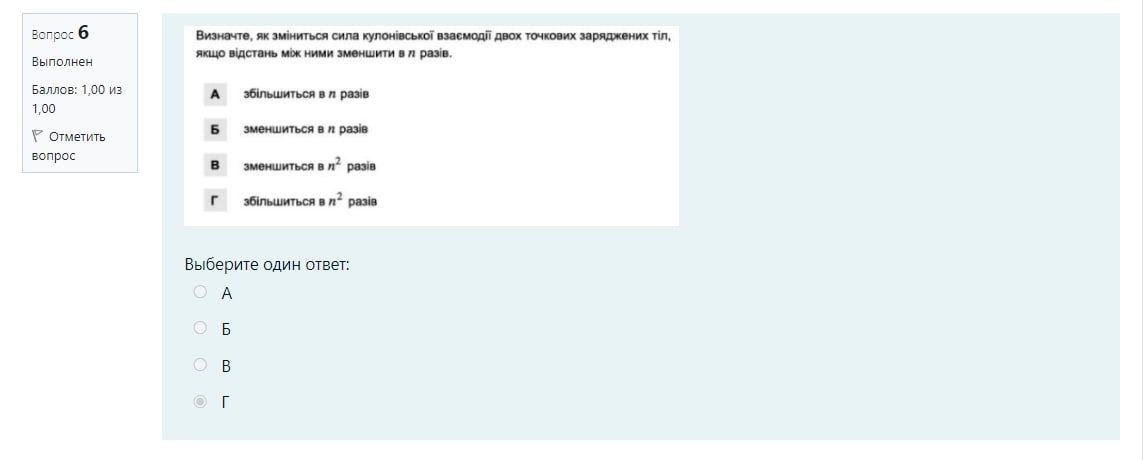 Вопрос 6
Выполнен
Баллов: 1,00 из
1,00
Отметить
вопрос
Визначте, як зміниться сила кулонівської взаємодії двох точкових заряджених тіл,
якщо відстань між ними зменшити в n разів.
А збільшиться в n разів
Б зменшиться в n разів
В зменшиться в n² разів
Г збільшиться в n² разів
Выберите один ответ:
А
Б
В
Г